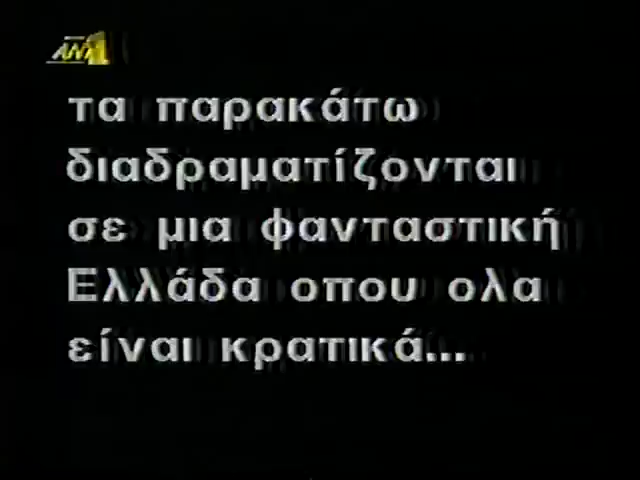 ΑΝΤ1
τα παρακάτω
διαδραματίζονται
σε μια φανταστική
Ελλάδα οπου ολα
είναι κρατικά...